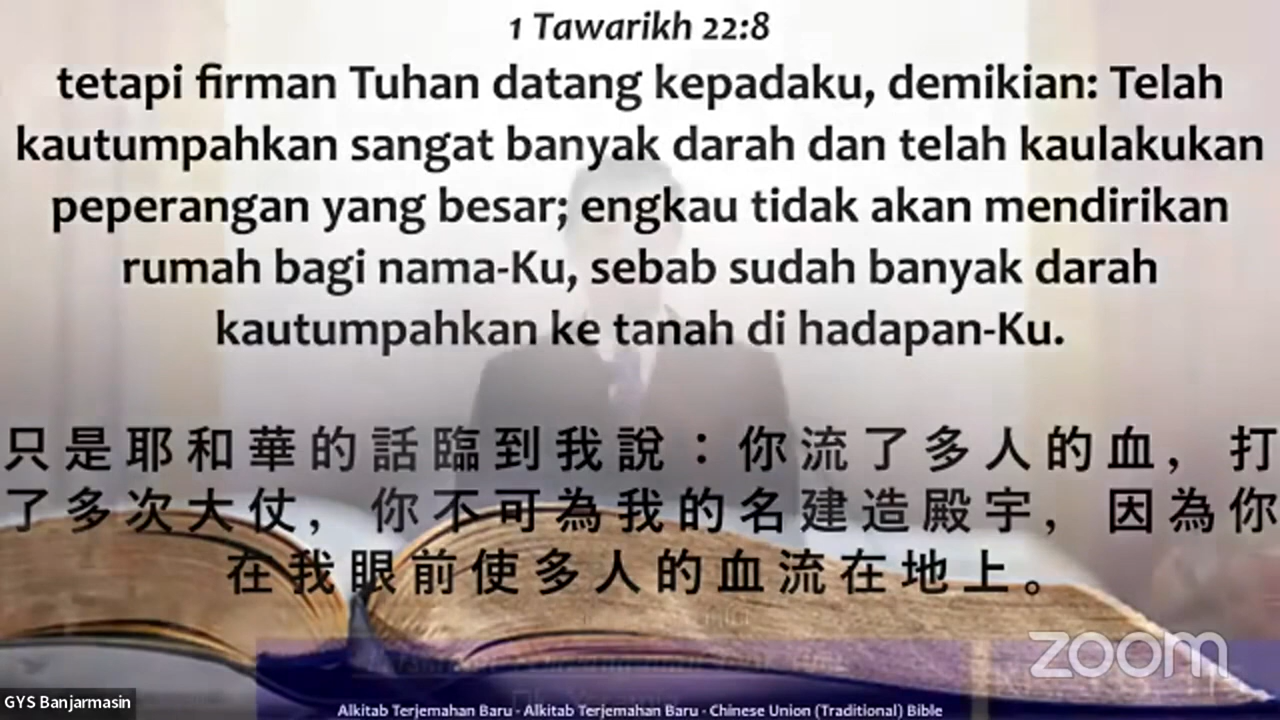 1 Tawarikh 22:8
tetapi firman Tuhan datang kepadaku, demikian: Telah
kautumpahkan sangat banyak darah dan telah kaulakukan
peperangan yang besar; engkau tidak akan mendirikan
rumah bagi nama-Ku, sebab sudah banyak darah
kautumpahkan ke tanah di hadapan-Ku.
只是耶和華的話臨到我說：你流了多人的血，打
了多次大仗，你不可為我的名建造殿宇，因為你
在我眼前使多人的血流在地上。
zoom
GYS Banjarmasin
Alkitab Terjemahan Baru - Alkitab Terjemahan Baru - Chinese Union (Traditional) Bible